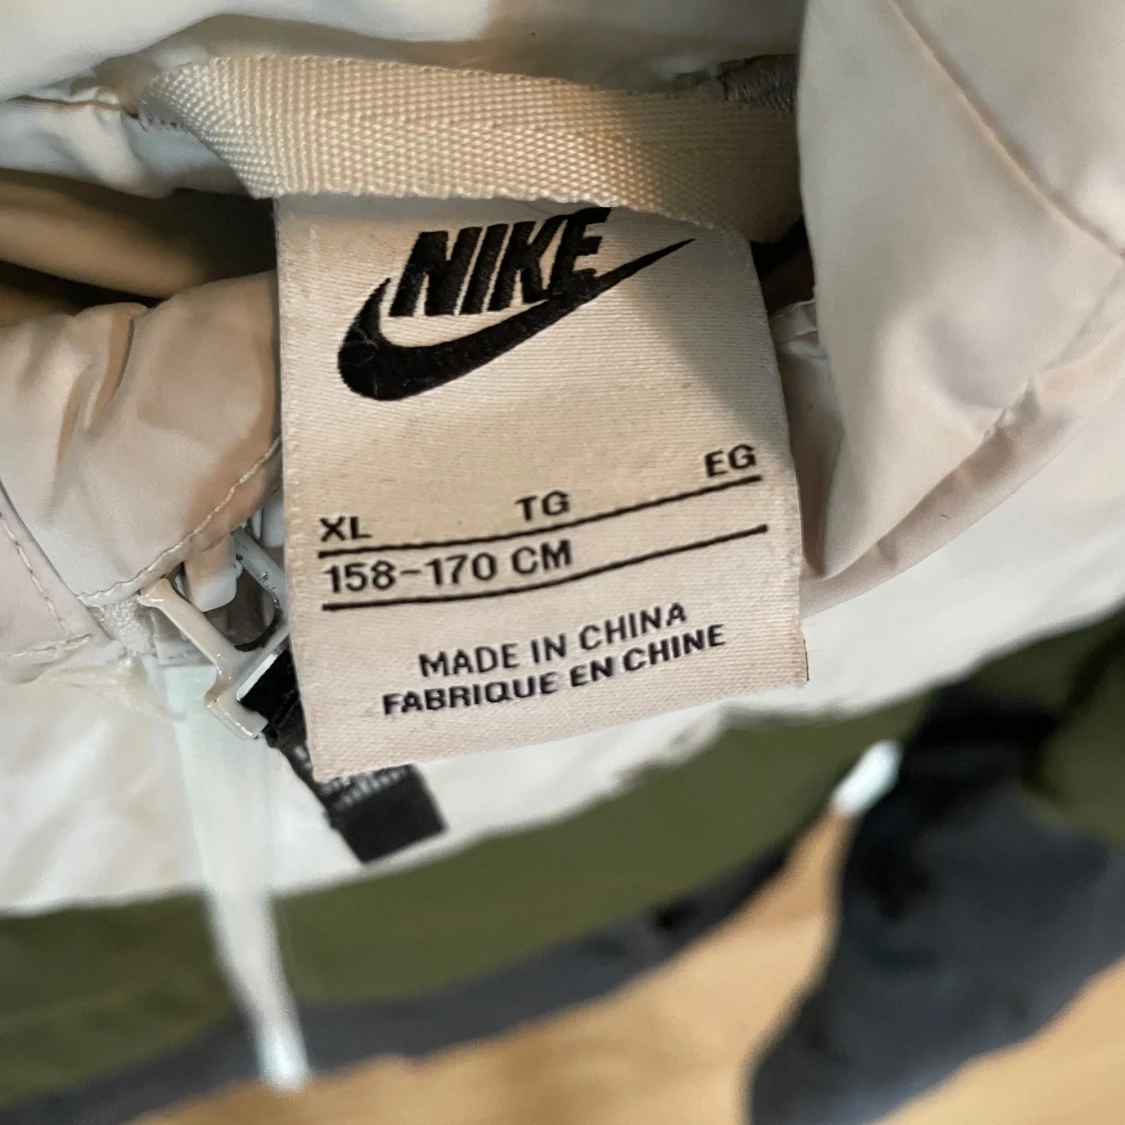 NIKE
XL TG EG
158-170 CM
MADE IN CHINA
FABRIQUE EN CHINE